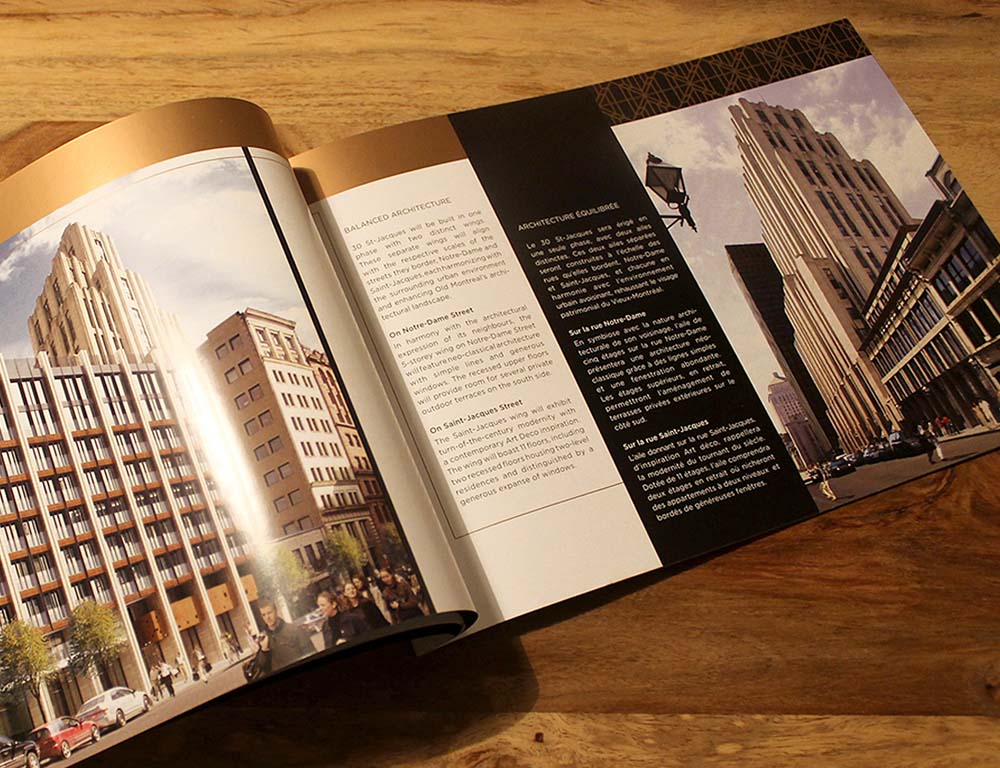 BALANCED ARCHITECTURE
30 St-Jacques will be built in one
phase with two distinct wings
These separate wings will align
with the respective scales of the
streets they border, Notre-Dame and
Saint-Jacques, each harmonizing with
the surrounding urban environment
and enhancing Old Montreal's archi-
tectural landscape.
On Notre-Dame Street
In harmony with the architectural
expression of its neighbours, the
5-storey wing on Notre-Dame Street
will feature neo-classical architecture
with simple lines and generous
windows. The recessed upper floors
will provide room for several private
outdoor terraces on the south side.
On Saint-Jacques Street
The Saint-Jacques wing will exhibit
turn-of-the-century modernity with
a contemporary Art Deco inspiration.
The wing will boast 11 floors, including
two recessed floors housing two-level
residences and distinguished by a
generous expanse of windows.
ARCHITECTURE ÉQUILIBRÉE
Le 30 St-Jacques sera érigé en
une seule phase, avec deux ailes
distinctes. Ces deux ailes séparées
seront construites à l'échelle des
rues qu'elles bordent, Notre-Dame
et Saint-Jacques, et chacune en
harmonie avec l'environnement
urbain avoisinant, rehaussant le visage
patrimonial du Vieux-Montréal.
Sur la rue Notre-Dame
En symbiose avec la nature archi-
tecturale de son voisinage, l'aile de
cinq étages sur la rue Notre-Dame
présentera une architecture néo-
classique grâce à des lignes simples
et une fenestration abondante.
Les étages supérieurs, en retrait,
permettront l'aménagement de
terrasses privées extérieures sur le
côté sud.
Sur la rue Saint-Jacques
L'aile donnant sur la rue Saint-Jacques,
d'inspiration Art déco, rappellera
la modernité du tournant du siècle.
Dotée de 11 étages, l'aile comprendra
deux étages en retrait où nicheront
des appartements à deux niveaux et
bordés de généreuses fenêtres.